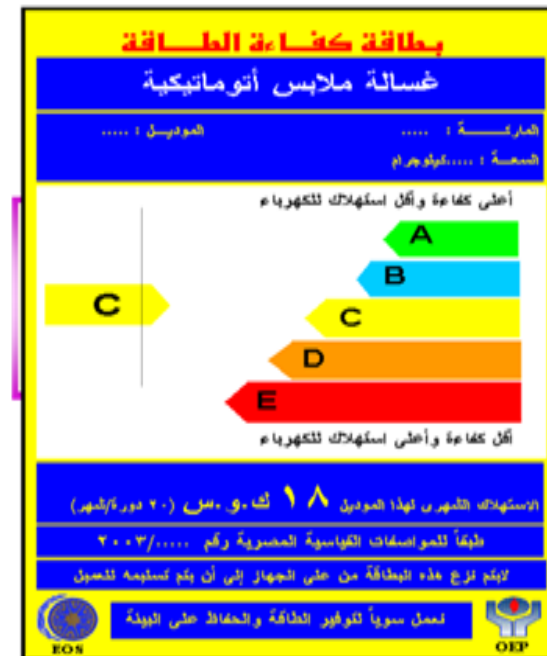 بطاقة كفاءة الطاقة
غسالة ملابس أتوماتيكية
الماركة : ..... الموديل : .....
السعة : .....كيلوجرام
أعلى كفاءة وأقل استهلاك للكهرباء
A
B
C
C
D
E
أقل كفاءة وأعلى استهلاك للكهرباء
الاستهلاك الشهرى لهذا الموديل ١٨ ك.و.س (٢٠ دورة/شهر)
طبقاً للمواصفات القياسية المصرية رقم ...../٢٠٠٣
لايتم نزع هذه البطاقة من على الجهاز إلى أن يتم تسليمه للعميل
نعمل سوياً لتوفير الطاقة والحفاظ على البيئة
EOS
OEP